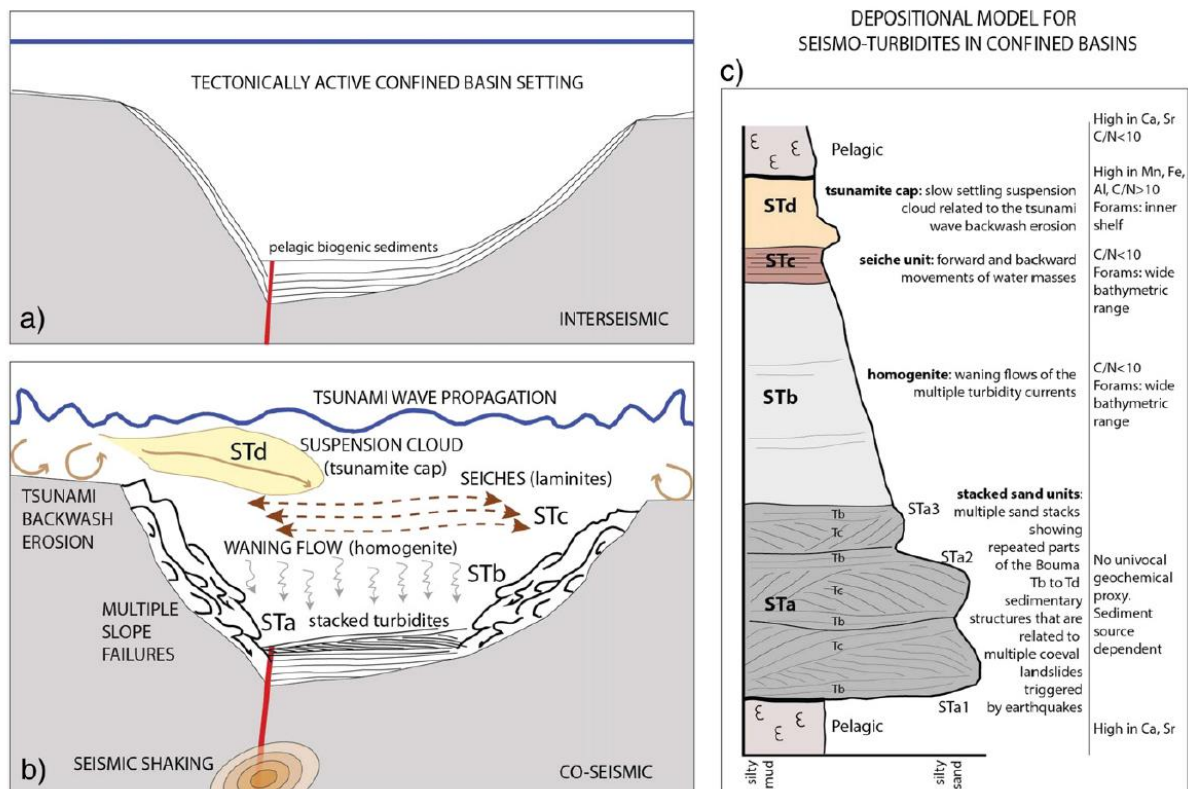 a)
TECTONICALLY ACTIVE CONFINED BASIN SETTING
pelagic biogenic sediments
INTERSEISMIC
b)
TSUNAMI WAVE PROPAGATION
STd
SUSPENSION CLOUD
(tsunamite cap)
SEICHES (laminites)
STc
TSUNAMI
BACKWASH
EROSION
WANING FLOW (homogenite)
STb
STa
stacked turbidites
MULTIPLE
SLOPE
FAILURES
SEISMIC SHAKING
CO-SEISMIC
DEPOSITIONAL MODEL FOR
SEISMO-TURBIDITES IN CONFINED BASINS
c)
Pelagic
High in Ca, Sr
C/N<10
STd
tsunamite cap: slow settling suspension
cloud related to the tsunami
wave backwash erosion
High in Mn, Fe,
Al, C/N>10
Forams: inner
shelf
STc
seiche unit: forward and backward
movements of water masses
C/N<10
Forams: wide
bathymetric
range
STb
homogenite: waning flows of the
multiple turbidity currents
C/N<10
Forams: wide
bathymetric
range
STa
STa3
STa2
STa1
Tb
Tc
Tb
Tc
Tb
Tc
Tb
stacked sand units:
multiple sand stacks
showing
repeated parts
of the Bouma
Tb to Td
sedimentary
structures that are
related to
multiple coeval
landslides
triggered
by earthquakes
No univocal
geochemical
proxy.
Sediment
source
dependent
Pelagic
High in Ca, Sr
silty
mud
silty
sand